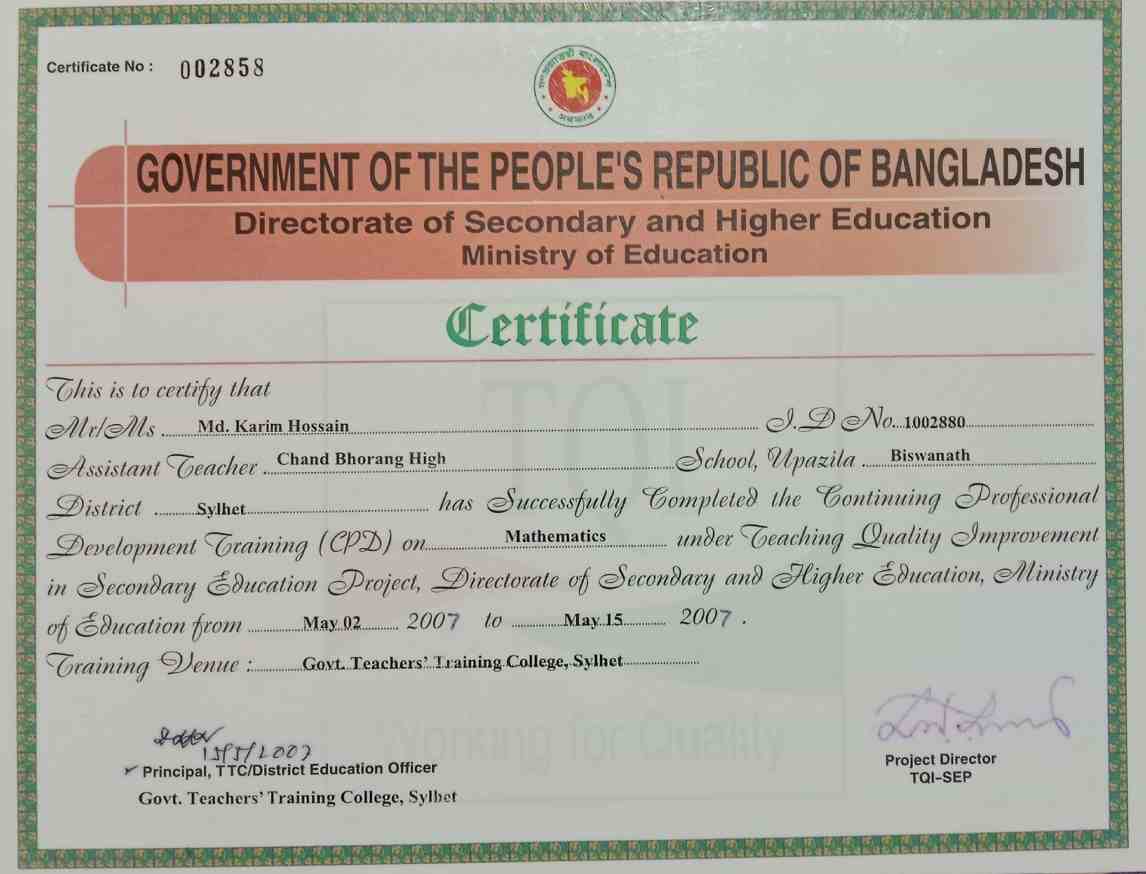 Certificate No : 002858
গণপ্রজাতন্ত্রী বাংলাদেশ
সরকার
GOVERNMENT OF THE PEOPLE'S REPUBLIC OF BANGLADESH
Directorate of Secondary and Higher Education
Ministry of Education
Certificate
TQI
This is to certify that
Mr/Ms Md. Karim Hossain I.D No. 1002880
Assistant Teacher Chand Bhorang High School, Upazila Biswanath
District Sylhet has Successfully Completed the Continuing Professional
Development Training (CPD) on Mathematics under Teaching Quality Improvement
in Secondary Education Project, Directorate of Secondary and Higher Education, Ministry
of Education from May 02 2007 to May 15 2007 .
Training Venue : Govt. Teachers' Training College, Sylhet
Working for Quality
15/5/2007
Principal, TTC/District Education Officer
Govt. Teachers' Training College, Sylhet
Project Director
TQI-SEP